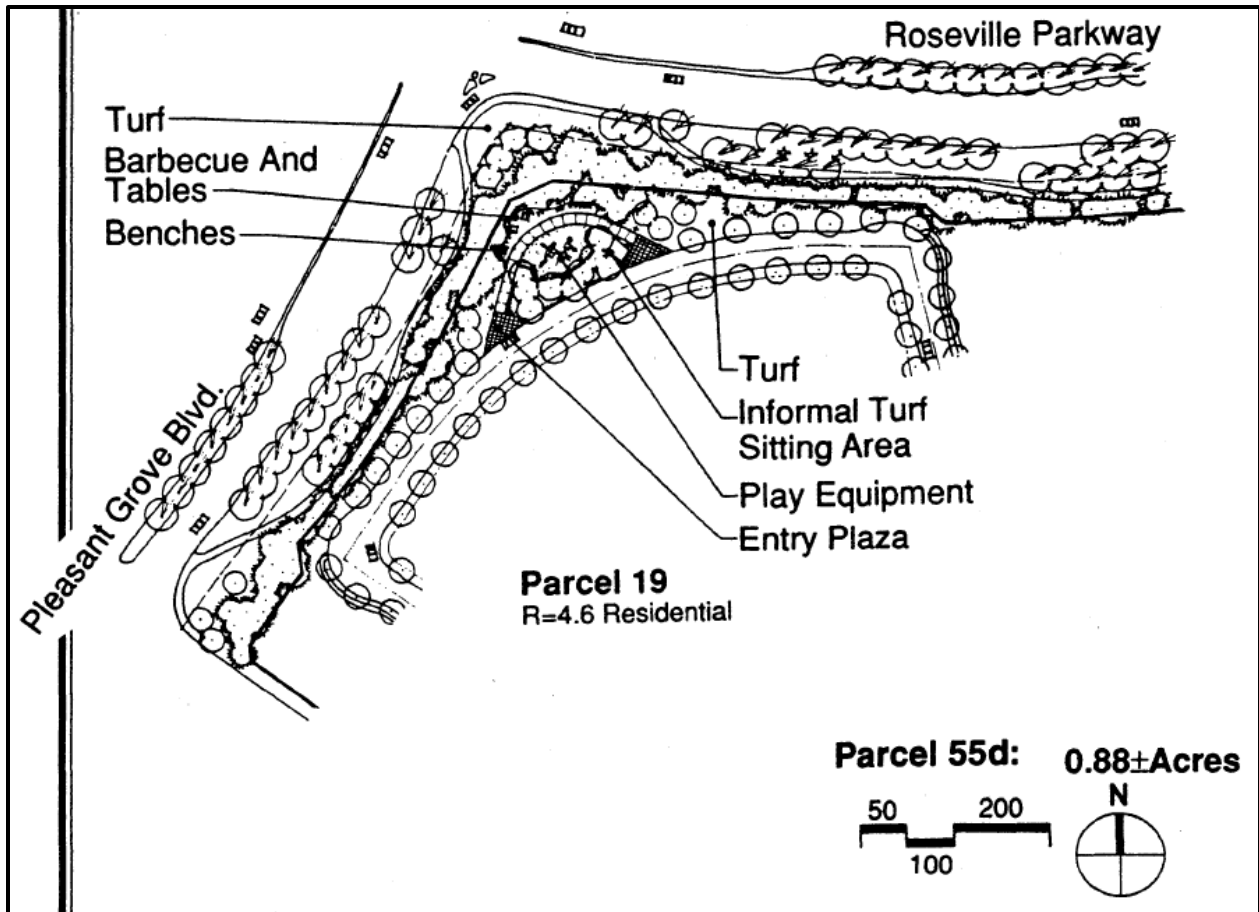 Roseville Parkway
Turf
Barbecue And
Tables
Benches
Turf
Informal Turf
Sitting Area
Play Equipment
Entry Plaza
Pleasant Grove Blvd.
Parcel 19
R=4.6 Residential
Parcel 55d: 0.88±Acres
N
50 200
100